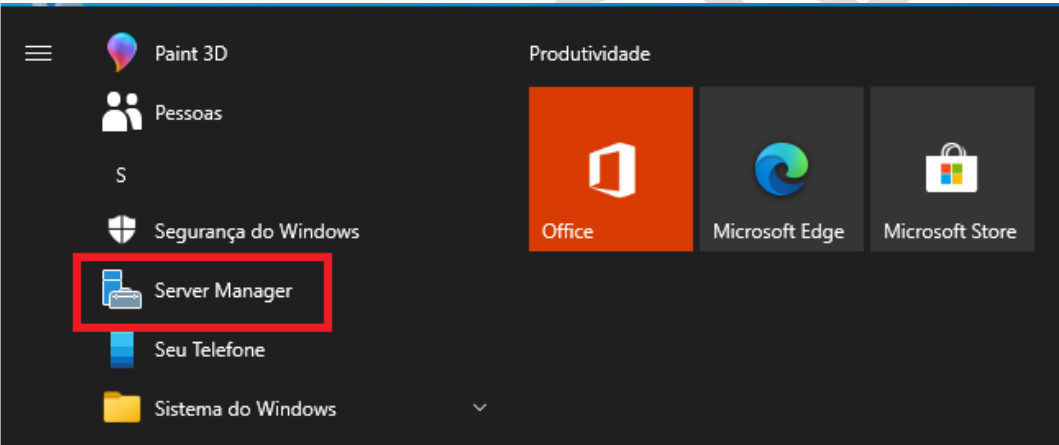 Paint 3D
Pessoas
S
Segurança do Windows
Server Manager
Seu Telefone
Sistema do Windows
Produtividade
Office
Microsoft Edge
Microsoft Store